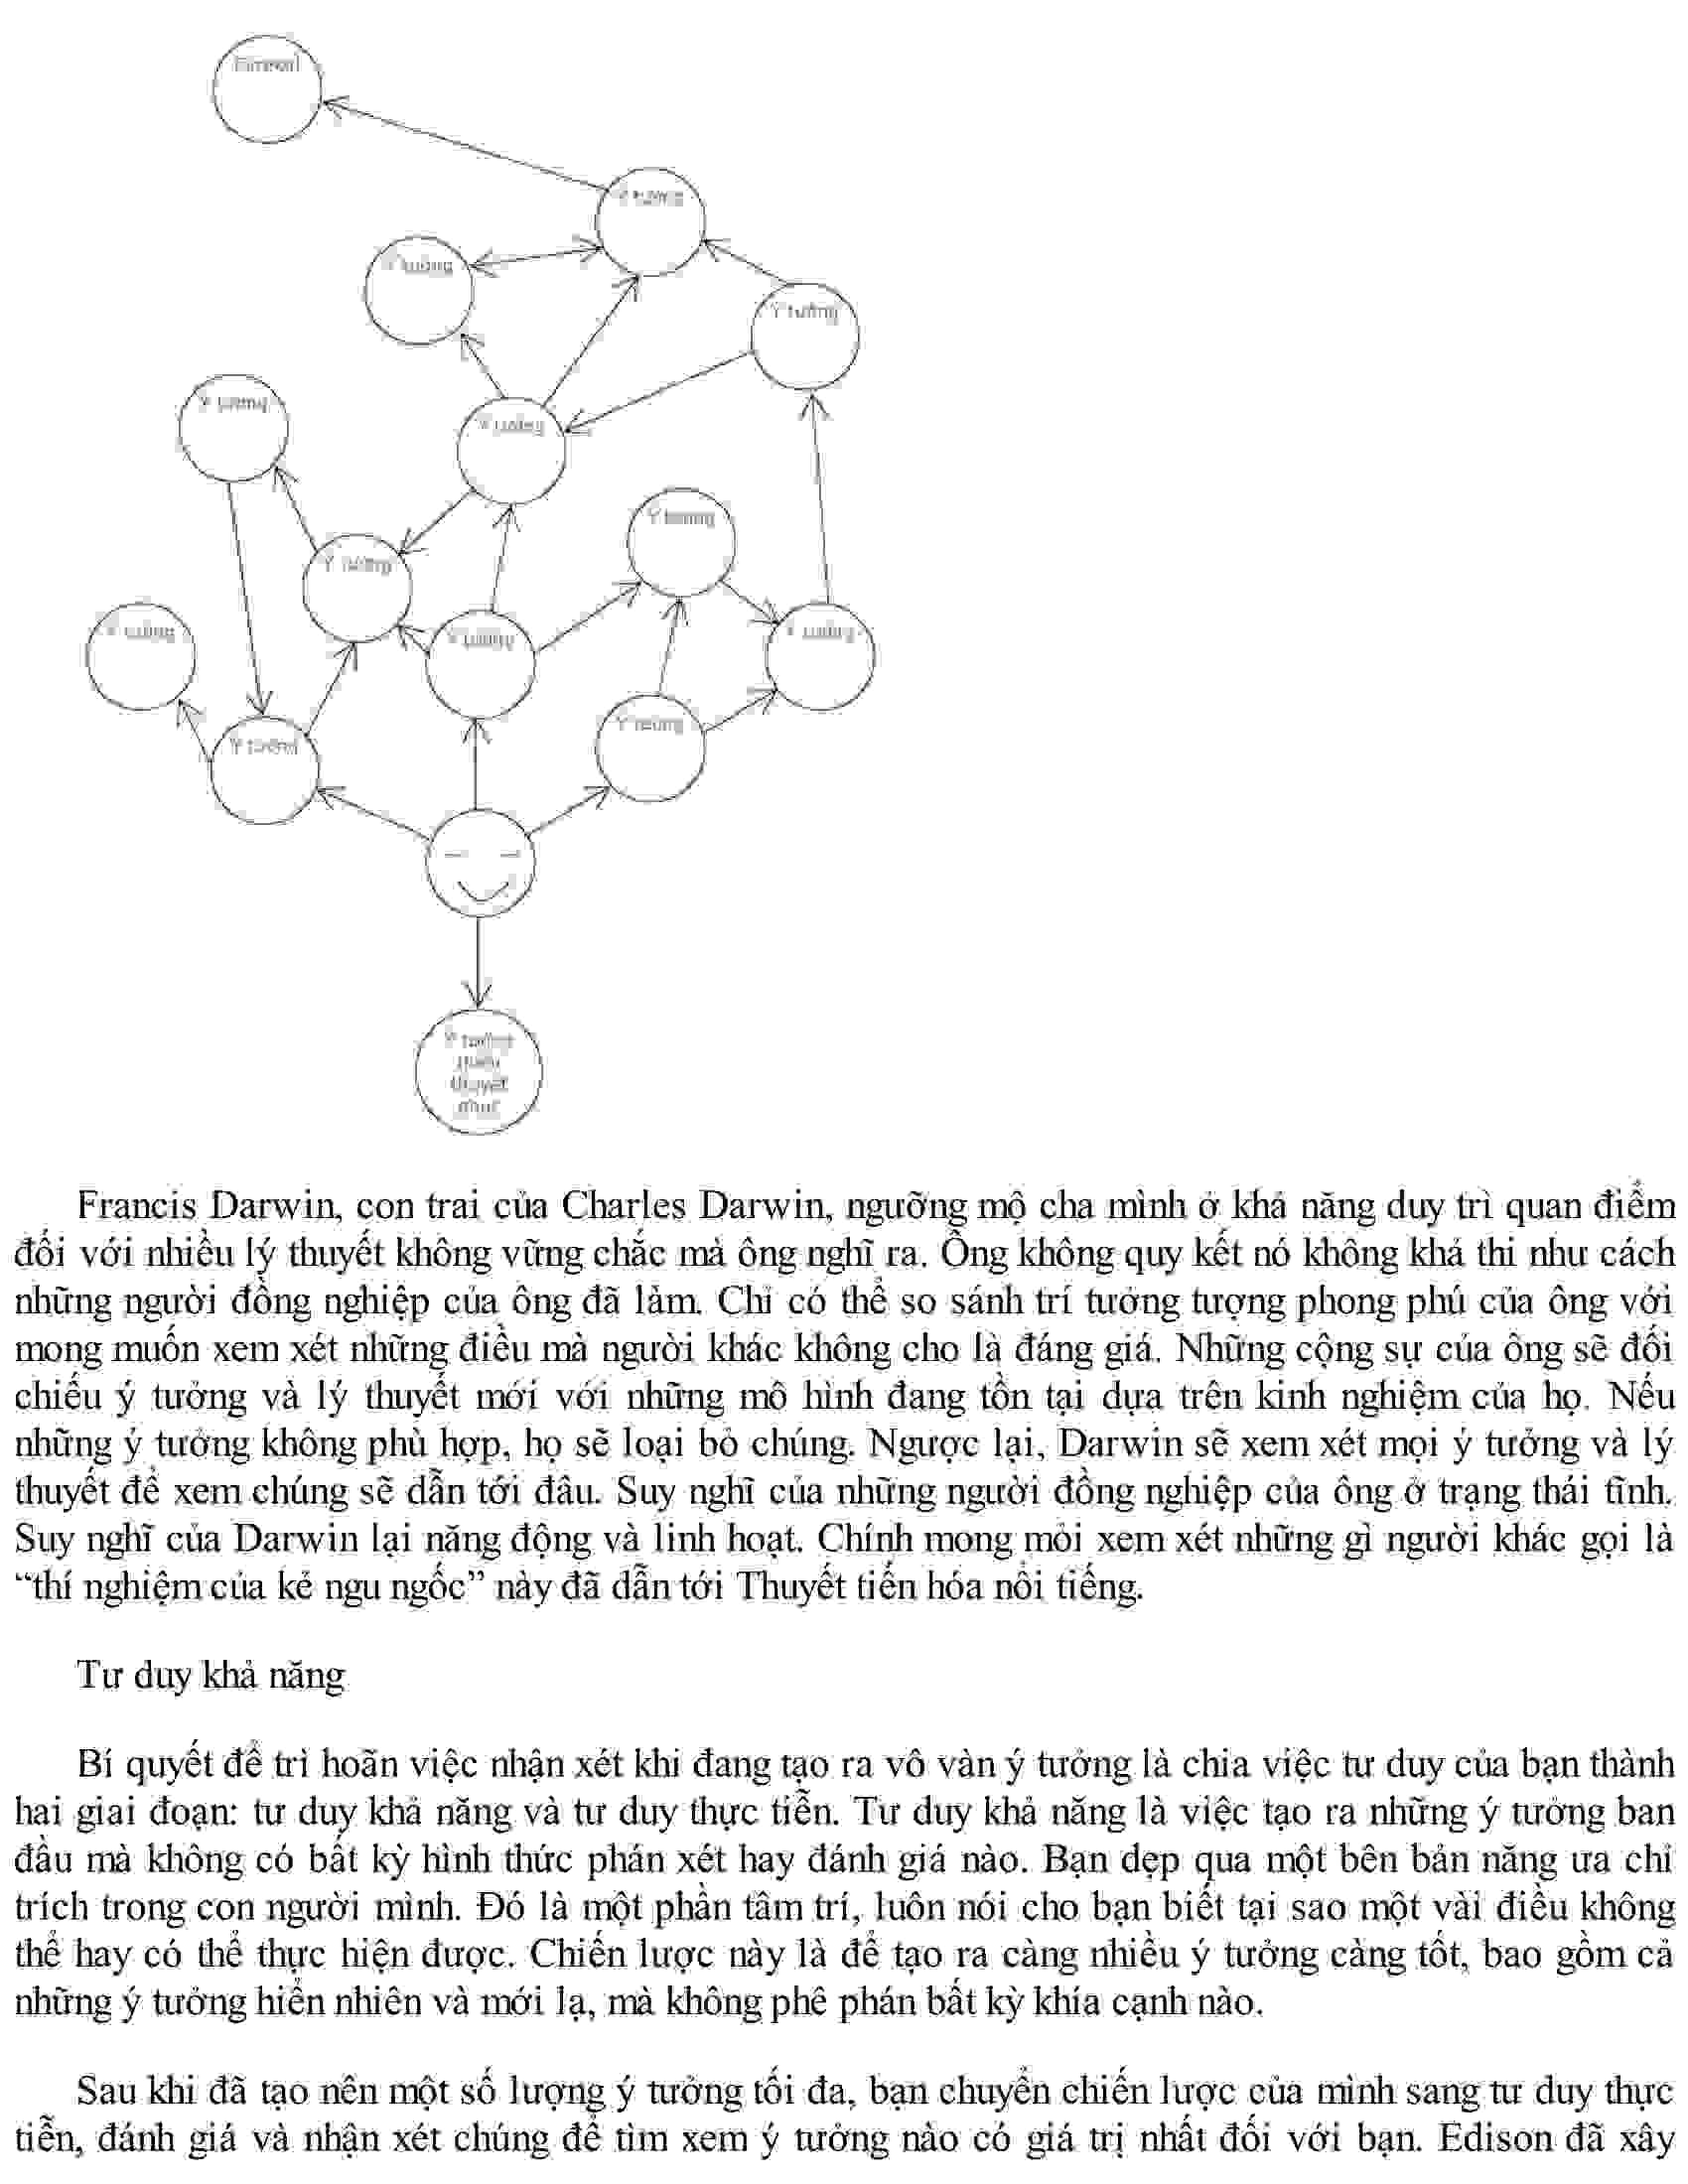 Ý tưởng
Ý tưởng
Ý tưởng
Ý tưởng
Ý tưởng
Ý tưởng
Ý tưởng
Ý tưởng
Ý tưởng
Ý tưởng
Ý tưởng
Ý tưởng
Ý tưởng
Ý tưởng
thuyết
Francis Darwin, con trai của Charles Darwin, ngưỡng mộ cha mình ở khả năng duy trì quan điểm
đối với nhiều lý thuyết không vững chắc mà ông nghĩ ra. Ông không quy kết nó không khả thi như cách
những người đồng nghiệp của ông đã làm. Chỉ có thể so sánh trí tưởng tượng phong phú của ông với
mong muốn xem xét những điều mà người khác không cho là đáng giá. Những cộng sự của ông sẽ đối
chiếu ý tưởng và lý thuyết mới với những mô hình đang tồn tại dựa trên kinh nghiệm của họ. Nếu
những ý tưởng không phù hợp, họ sẽ loại bỏ chúng. Ngược lại, Darwin sẽ xem xét mọi ý tưởng và lý
thuyết để xem chúng sẽ dẫn tới đâu. Suy nghĩ của những người đồng nghiệp của ông ở trạng thái tĩnh.
Suy nghĩ của Darwin lại năng động và linh hoạt. Chính mong mỏi xem xét những gì người khác gọi là
“thí nghiệm của kẻ ngu ngốc” này đã dẫn tới Thuyết tiến hóa nổi tiếng.
Tư duy khả năng
Bí quyết để trì hoãn việc nhận xét khi đang tạo ra vô vàn ý tưởng là chia việc tư duy của bạn thành
hai giai đoạn: tư duy khả năng và tư duy thực tiễn. Tư duy khả năng là việc tạo ra những ý tưởng ban
đầu mà không có bất kỳ hình thức phán xét hay đánh giá nào. Bạn dẹp qua một bên bản năng ưa chỉ
trích trong con người mình. Đó là một phần tâm trí, luôn nói cho bạn biết tại sao một vài điều không
thể hay có thể thực hiện được. Chiến lược này là để tạo ra càng nhiều ý tưởng càng tốt, bao gồm cả
những ý tưởng hiển nhiên và mới lạ, mà không phê phán bất kỳ khía cạnh nào.
Sau khi đã tạo nên một số lượng ý tưởng tối đa, bạn chuyển chiến lược của mình sang tư duy thực
tiễn, đánh giá và nhận xét chúng để tìm xem ý tưởng nào có giá trị nhất đối với bạn. Edison đã xây